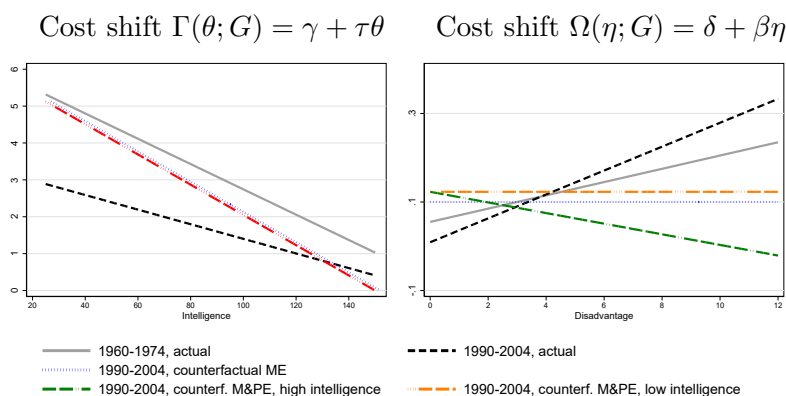 Cost shift Γ(θ; G) = γ + τθ
Cost shift Ω(η; G) = δ + βη
6
5
4
3
2
1
0
20 40 60 80 100 120 140
Intelligence
.3
.1
-.1
0 2 4 6 8 10 12
Disadvantage
1960-1974, actual
1990-2004, actual
1990-2004, counterfactual ME
1990-2004, counterf. M&PE, high intelligence
1990-2004, counterf. M&PE, low intelligence